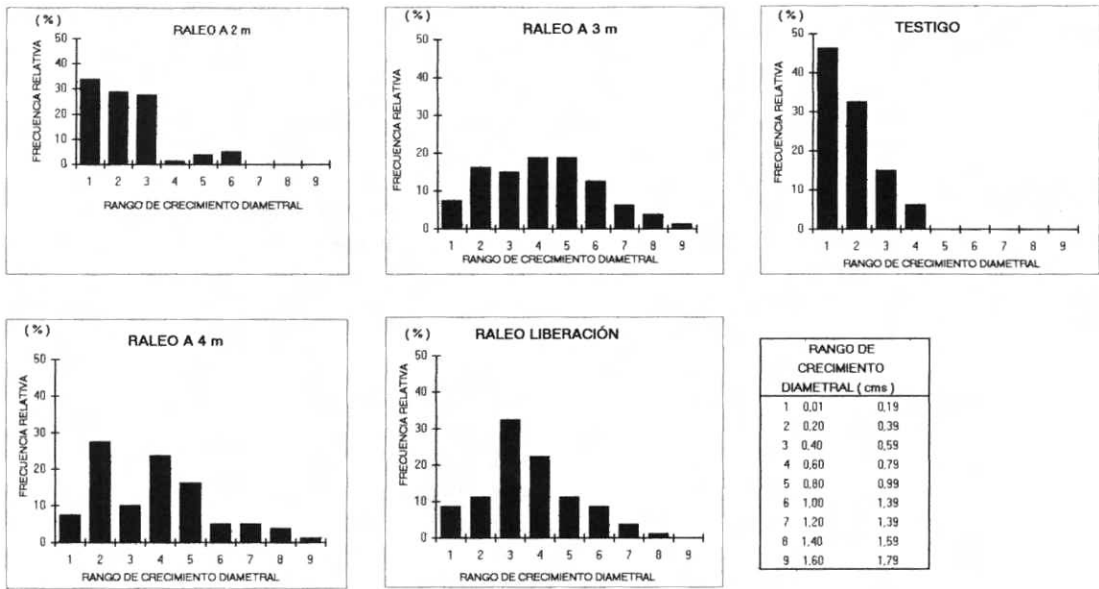 (%)
RALEO A 2 m
FRECUENCIA RELATIVA
50
40
30
20
10
0
1 2 3 4 5 6 7 8 9
RANGO DE CRECIMIENTO DIAMETRAL
(%)
RALEO A 3 m
FRECUENCIA RELATIVA
50
40
30
20
10
0
1 2 3 4 5 6 7 8 9
RANGO DE CRECIMIENTO DIAMETRAL
(%)
TESTIGO
FRECUENCIA RELATIVA
50
40
30
20
10
0
1 2 3 4 5 6 7 8 9
RANGO DE CRECIMIENTO DIAMETRAL
(%)
RALEO A 4 m
FRECUENCIA RELATIVA
50
40
30
20
10
0
1 2 3 4 5 6 7 8 9
RANGO DE CRECIMIENTO DIAMETRAL
(%)
RALEO LIBERACIÓN
FRECUENCIA RELATIVA
50
40
30
20
10
0
1 2 3 4 5 6 7 8 9
RANGO DE CRECIMIENTO DIAMETRAL
RANGO DE
CRECIMIENTO
DIAMETRAL (cms)
1 0,01 0,19
2 0,20 0,39
3 0,40 0,59
4 0,60 0,79
5 0,80 0,99
6 1,00 1,39
7 1,20 1,39
8 1,40 1,59
9 1,60 1,79